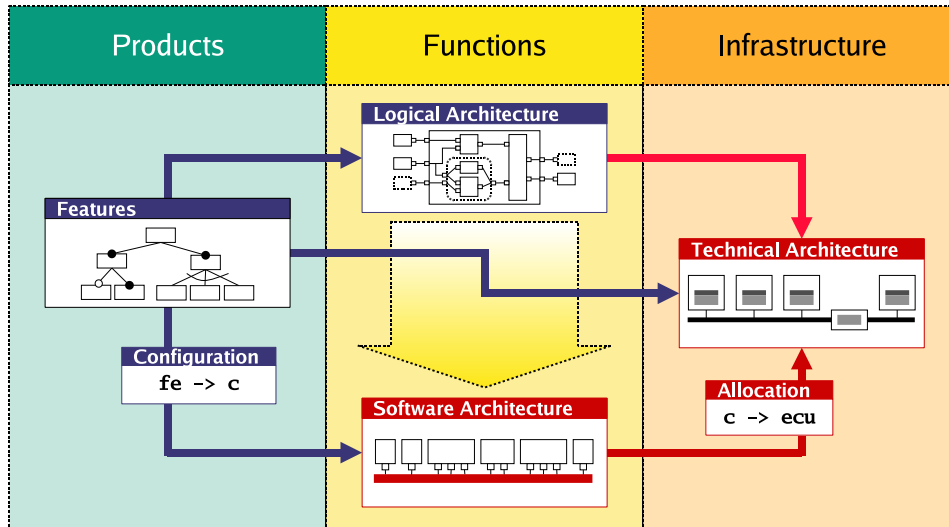 Products
Functions
Infrastructure
Logical Architecture
Features
Technical Architecture
Configuration
fe -> c
Allocation
c -> ecu
Software Architecture